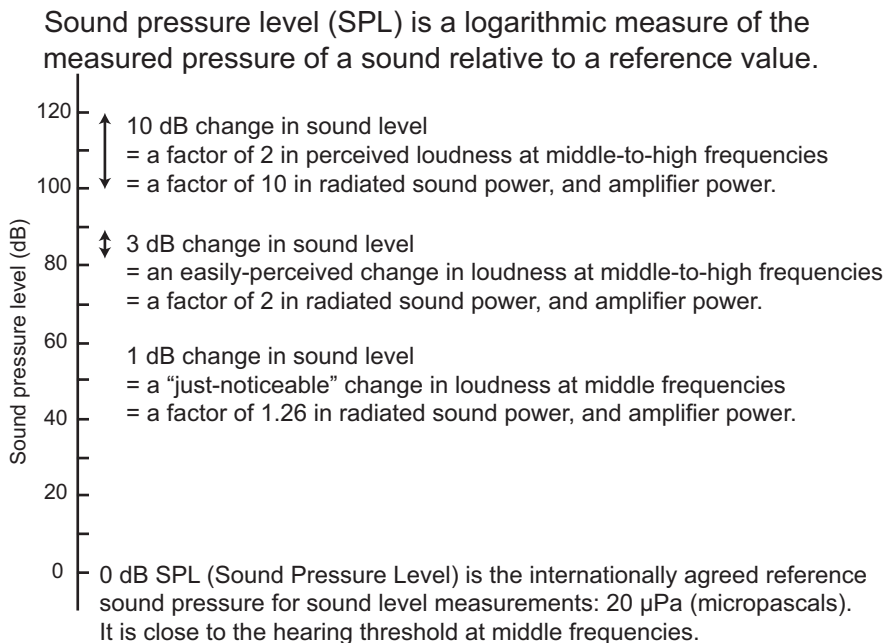 Sound pressure level (SPL) is a logarithmic measure of the
measured pressure of a sound relative to a reference value.
120
10 dB change in sound level
= a factor of 2 in perceived loudness at middle-to-high frequencies
100
= a factor of 10 in radiated sound power, and amplifier power.
Sound pressure level (dB)
3 dB change in sound level
80
= an easily-perceived change in loudness at middle-to-high frequencies
= a factor of 2 in radiated sound power, and amplifier power.
60
1 dB change in sound level
= a “just-noticeable” change in loudness at middle frequencies
40
= a factor of 1.26 in radiated sound power, and amplifier power.
20
0
0 dB SPL (Sound Pressure Level) is the internationally agreed reference
sound pressure for sound level measurements: 20 µPa (micropascals).
It is close to the hearing threshold at middle frequencies.